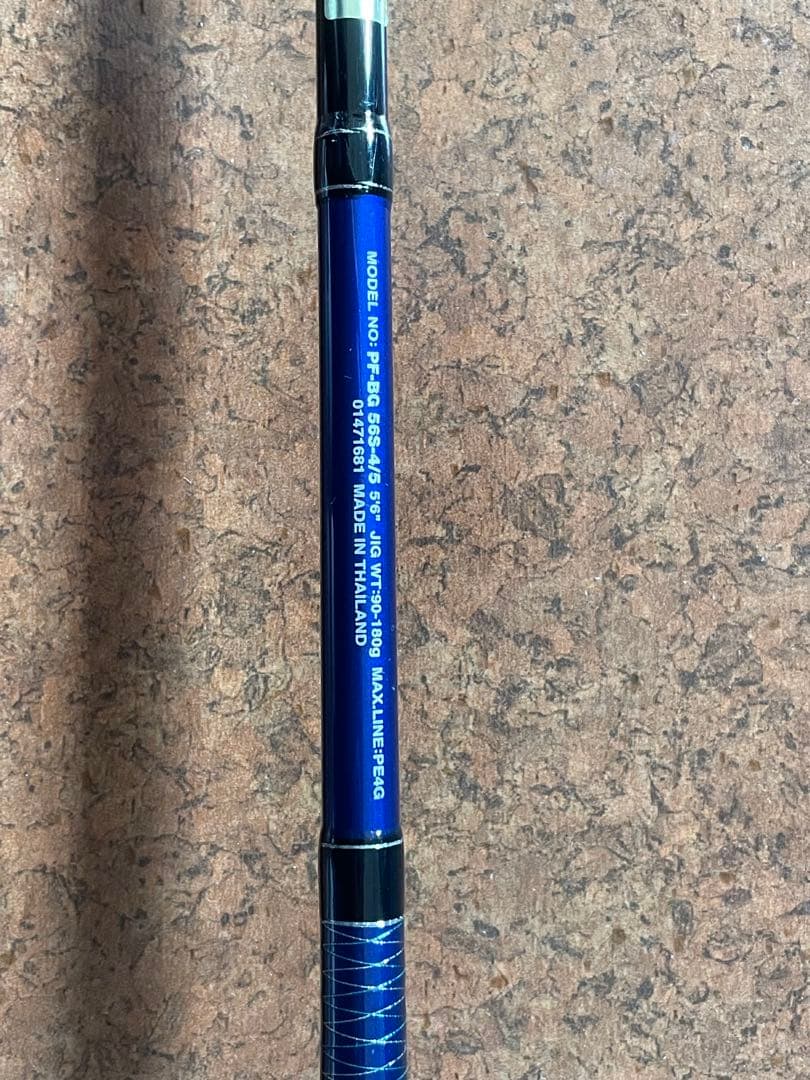 MODEL NO: PF-BG 56S-4/5 5'6" JIG WT:90-180g MAX.LINE:PE4G
01471681 MADE IN THAILAND